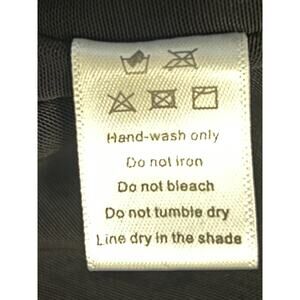 Hand-wash only
Do not iron
Do not bleach
Do not tumble dry
Line dry in the shade